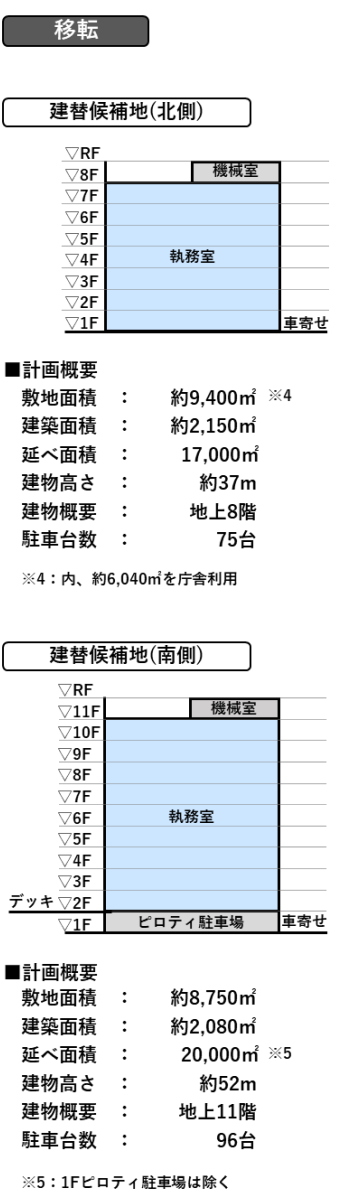 移転
建替候補地(北側)
▽RF
▽8F 機械室
▽7F
▽6F
▽5F
▽4F 執務室
▽3F
▽2F
▽1F 車寄せ
■計画概要
敷地面積 : 約9,400㎡ ※4
建築面積 : 約2,150㎡
延べ面積 : 17,000㎡
建物高さ : 約37m
建物概要 : 地上8階
駐車台数 : 75台
※4:内、約6,040㎡を庁舎利用
建替候補地(南側)
▽RF
▽11F 機械室
▽10F
▽9F
▽8F
▽7F
▽6F 執務室
▽5F
▽4F
▽3F
デッキ ▽2F
▽1F ピロティ駐車場 車寄せ
■計画概要
敷地面積 : 約8,750㎡
建築面積 : 約2,080㎡
延べ面積 : 20,000㎡ ※5
建物高さ : 約52m
建物概要 : 地上11階
駐車台数 : 96台
※5:1Fピロティ駐車場は除く